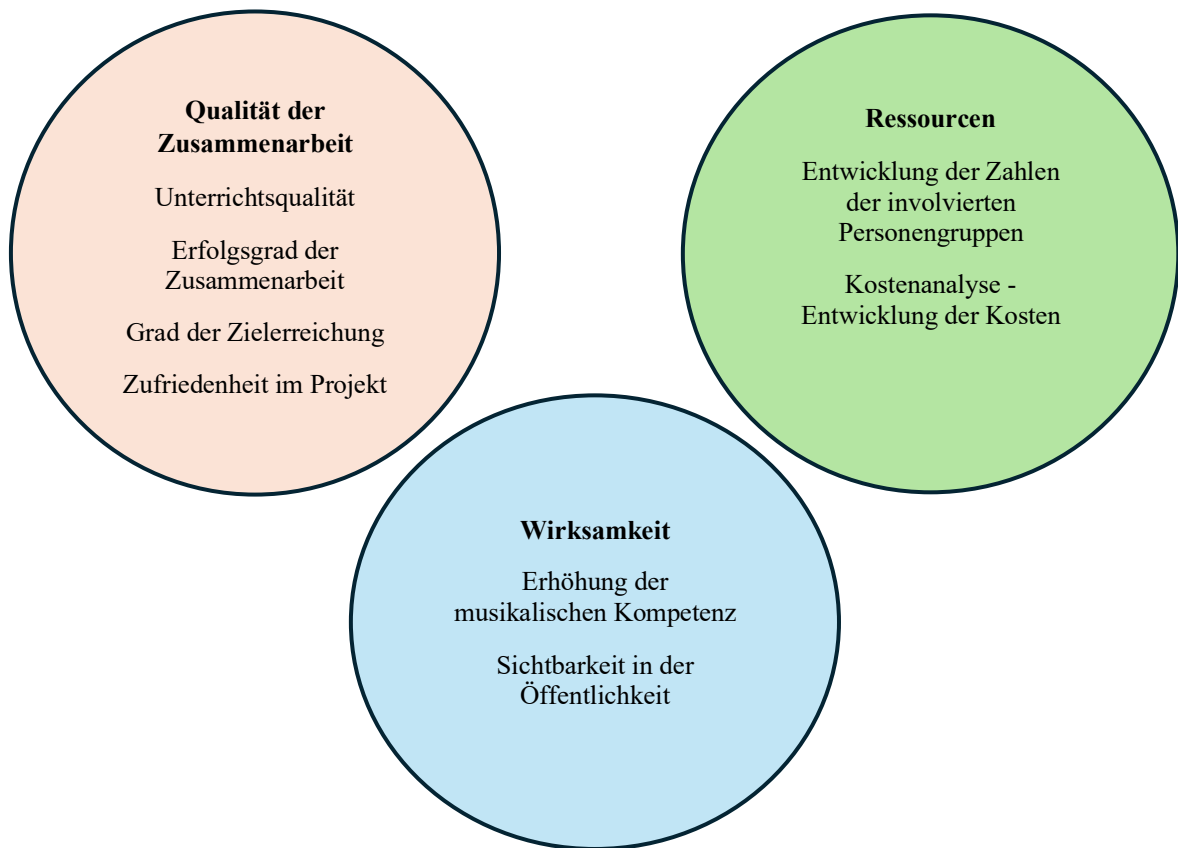 Qualität der
Zusammenarbeit
Unterrichtsqualität
Erfolgsgrad der
Zusammenarbeit
Grad der Zielerreichung
Zufriedenheit im Projekt
Ressourcen
Entwicklung der Zahlen
der involvierten
Personengruppen
Kostenanalyse -
Entwicklung der Kosten
Wirksamkeit
Erhöhung der
musikalischen Kompetenz
Sichtbarkeit in der
Öffentlichkeit